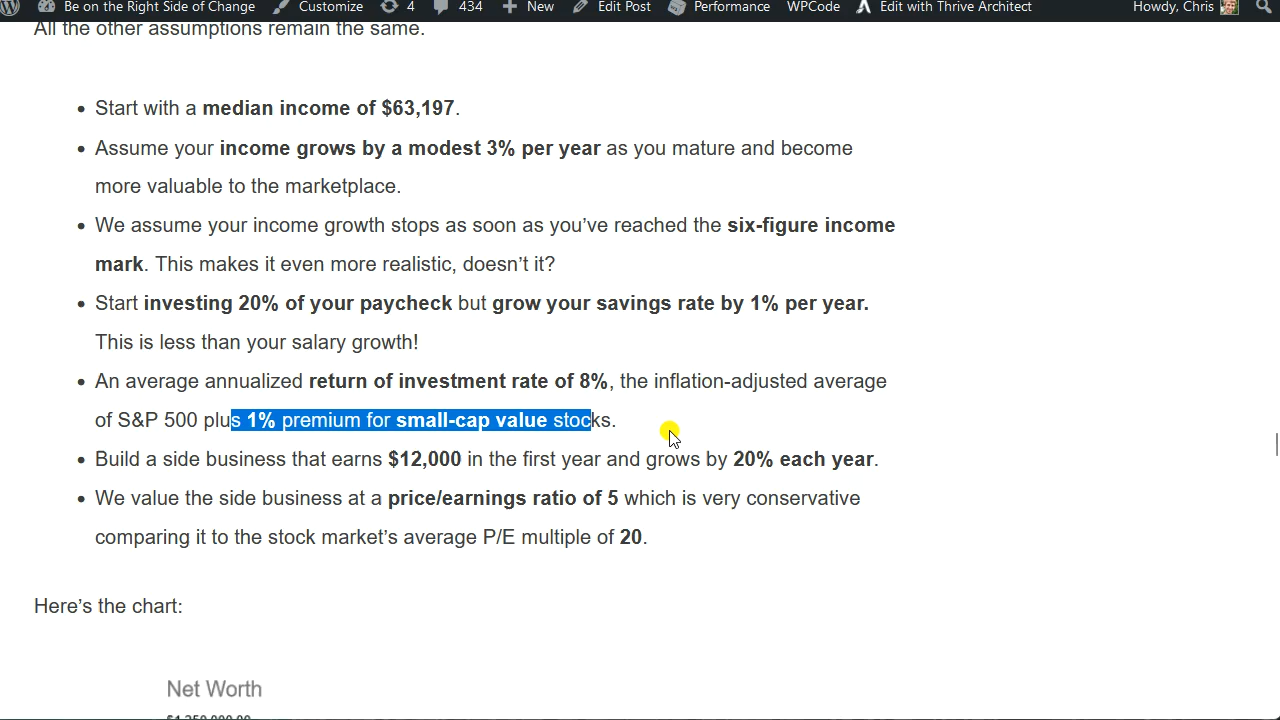 Be on the Right Side of Change Customize 4 434 New Edit Post Performance WPCode Edit with Thrive Architect Howdy, Chris
All the other assumptions remain the same.
• Start with a median income of $63,197.
• Assume your income grows by a modest 3% per year as you mature and become
more valuable to the marketplace.
• We assume your income growth stops as soon as you’ve reached the six-figure income
mark. This makes it even more realistic, doesn’t it?
• Start investing 20% of your paycheck but grow your savings rate by 1% per year.
This is less than your salary growth!
• An average annualized return of investment rate of 8%, the inflation-adjusted average
of S&P 500 plus 1% premium for small-cap value stocks.
• Build a side business that earns $12,000 in the first year and grows by 20% each year.
• We value the side business at a price/earnings ratio of 5 which is very conservative
comparing it to the stock market’s average P/E multiple of 20.
Here’s the chart:
Net Worth